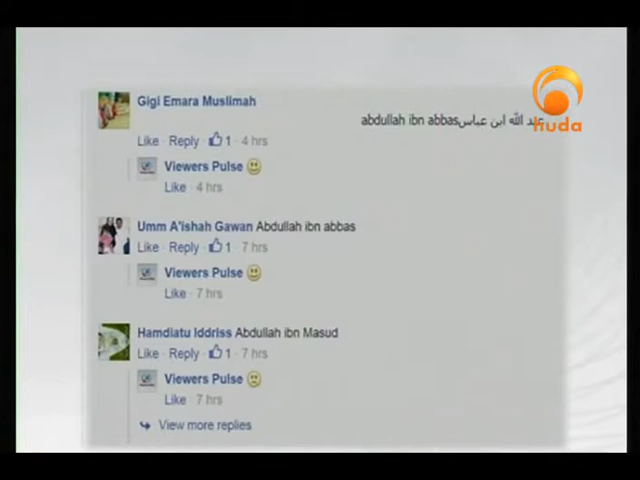 Gigi Emara Muslimah
abdullah ibn abbasعبد الله ابن عباس
huda
Like · Reply · 1 · 4 hrs
Viewers Pulse
Like · 4 hrs
Umm A'ishah Gawan Abdullah ibn abbas
Like · Reply · 1 · 7 hrs
Viewers Pulse
Like · 7 hrs
Hamdiatu Iddriss Abdullah ibn Masud
Like · Reply · 1 · 7 hrs
Viewers Pulse
Like · 7 hrs
View more replies